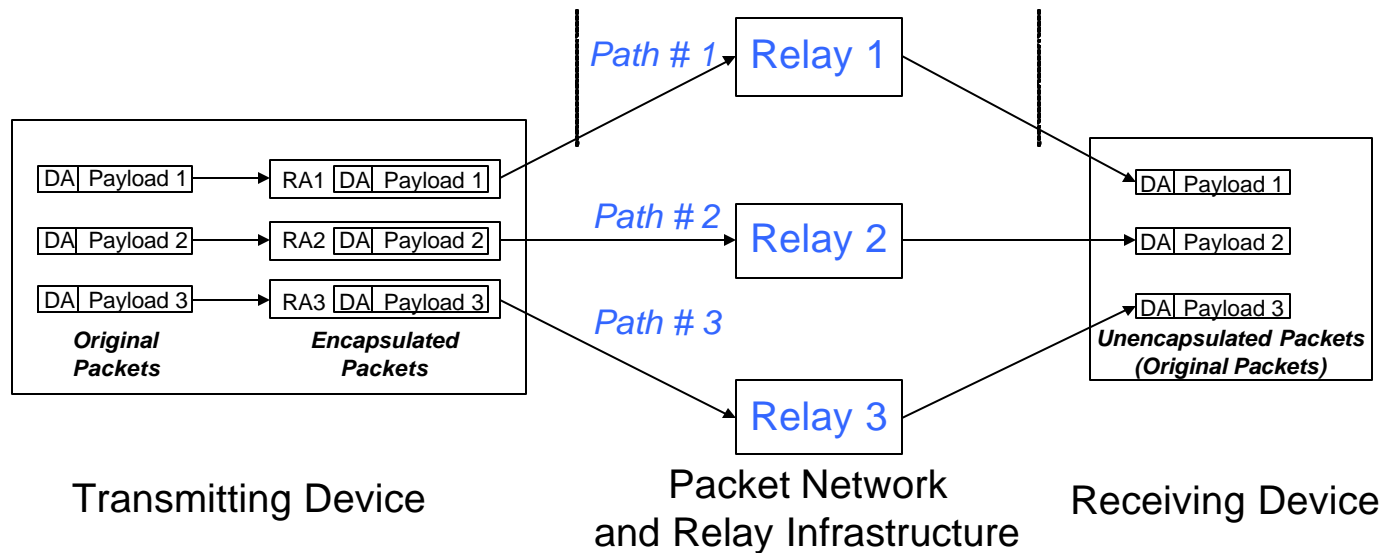 Path # 1
Relay 1
DA Payload 1
RA1 DA Payload 1
DA Payload 1
Path # 2
Relay 2
DA Payload 2
RA2 DA Payload 2
DA Payload 2
DA Payload 3
RA3 DA Payload 3
DA Payload 3
Path # 3
Original
Packets
Encapsulated
Packets
Unencapsulated Packets
(Original Packets)
Relay 3
Transmitting Device
Packet Network
and Relay Infrastructure
Receiving Device